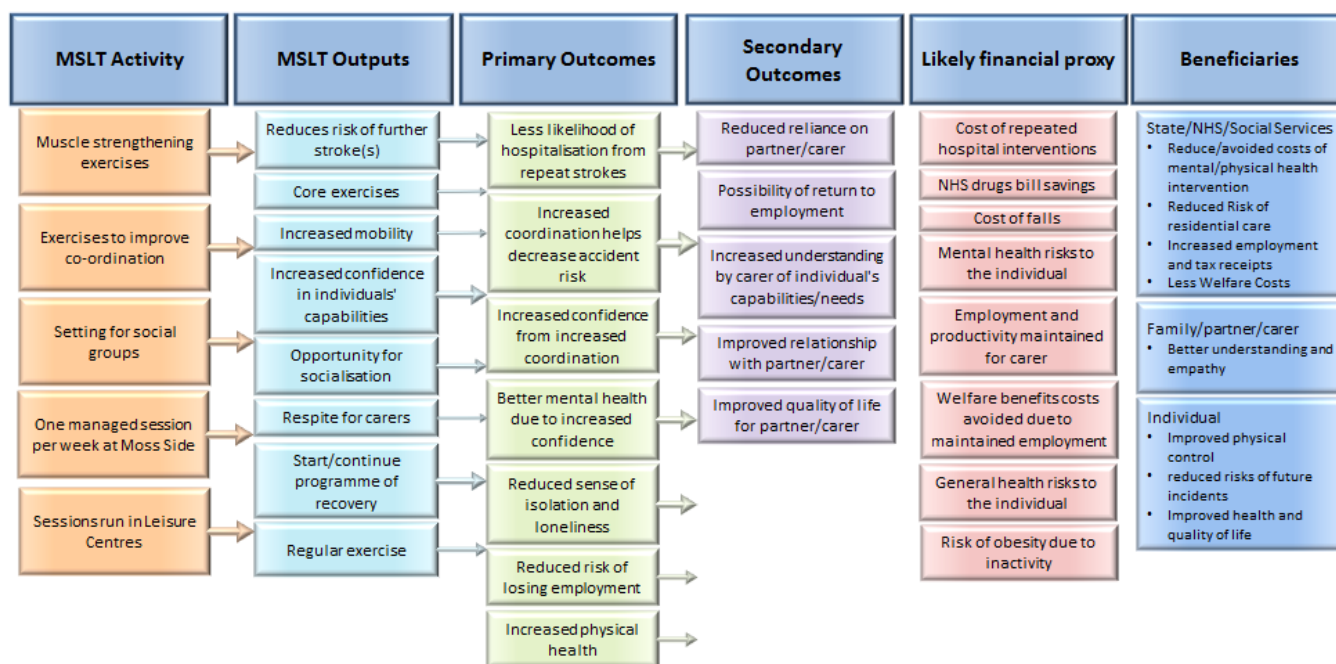 MSLT Activity
Muscle strengthening
exercises
Exercises to improve
co-ordination
Setting for social
groups
One managed session
per week at Moss Side
Sessions run in Leisure
Centres
MSLT Outputs
Reduces risk of further
stroke(s)
Core exercises
Increased mobility
Increased confidence
in individuals'
capabilities
Opportunity for
socialisation
Respite for carers
Start/continue
programme of
recovery
Regular exercise
Primary Outcomes
Less likelihood of
hospitalisation from
repeat strokes
Increased
coordination helps
decrease accident
risk
Increased confidence
from increased
coordination
Better mental health
due to increased
confidence
Reduced sense of
isolation and
loneliness
Reduced risk of
losing employment
Increased physical
health
Secondary
Outcomes
Reduced reliance on
partner/carer
Possibility of return to
employment
Increased understanding
by carer of individual's
capabilities/needs
Improved relationship
with partner/carer
Improved quality of life
for partner/carer
Likely financial proxy
Cost of repeated
hospital interventions
NHS drugs bill savings
Cost of falls
Mental health risks to
the individual
Employment and
productivity maintained
for carer
Welfare benefits costs
avoided due to
maintained employment
General health risks to
the individual
Risk of obesity due to
inactivity
Beneficiaries
State/NHS/Social Services
• Reduce/avoided costs of
mental/physical health
intervention
• Reduced Risk of
residential care
• Increased employment
and tax receipts
• Less Welfare Costs
Family/partner/carer
• Better understanding and
empathy
Individual
• Improved physical
control
• reduced risks of future
incidents
• Improved health and
quality of life